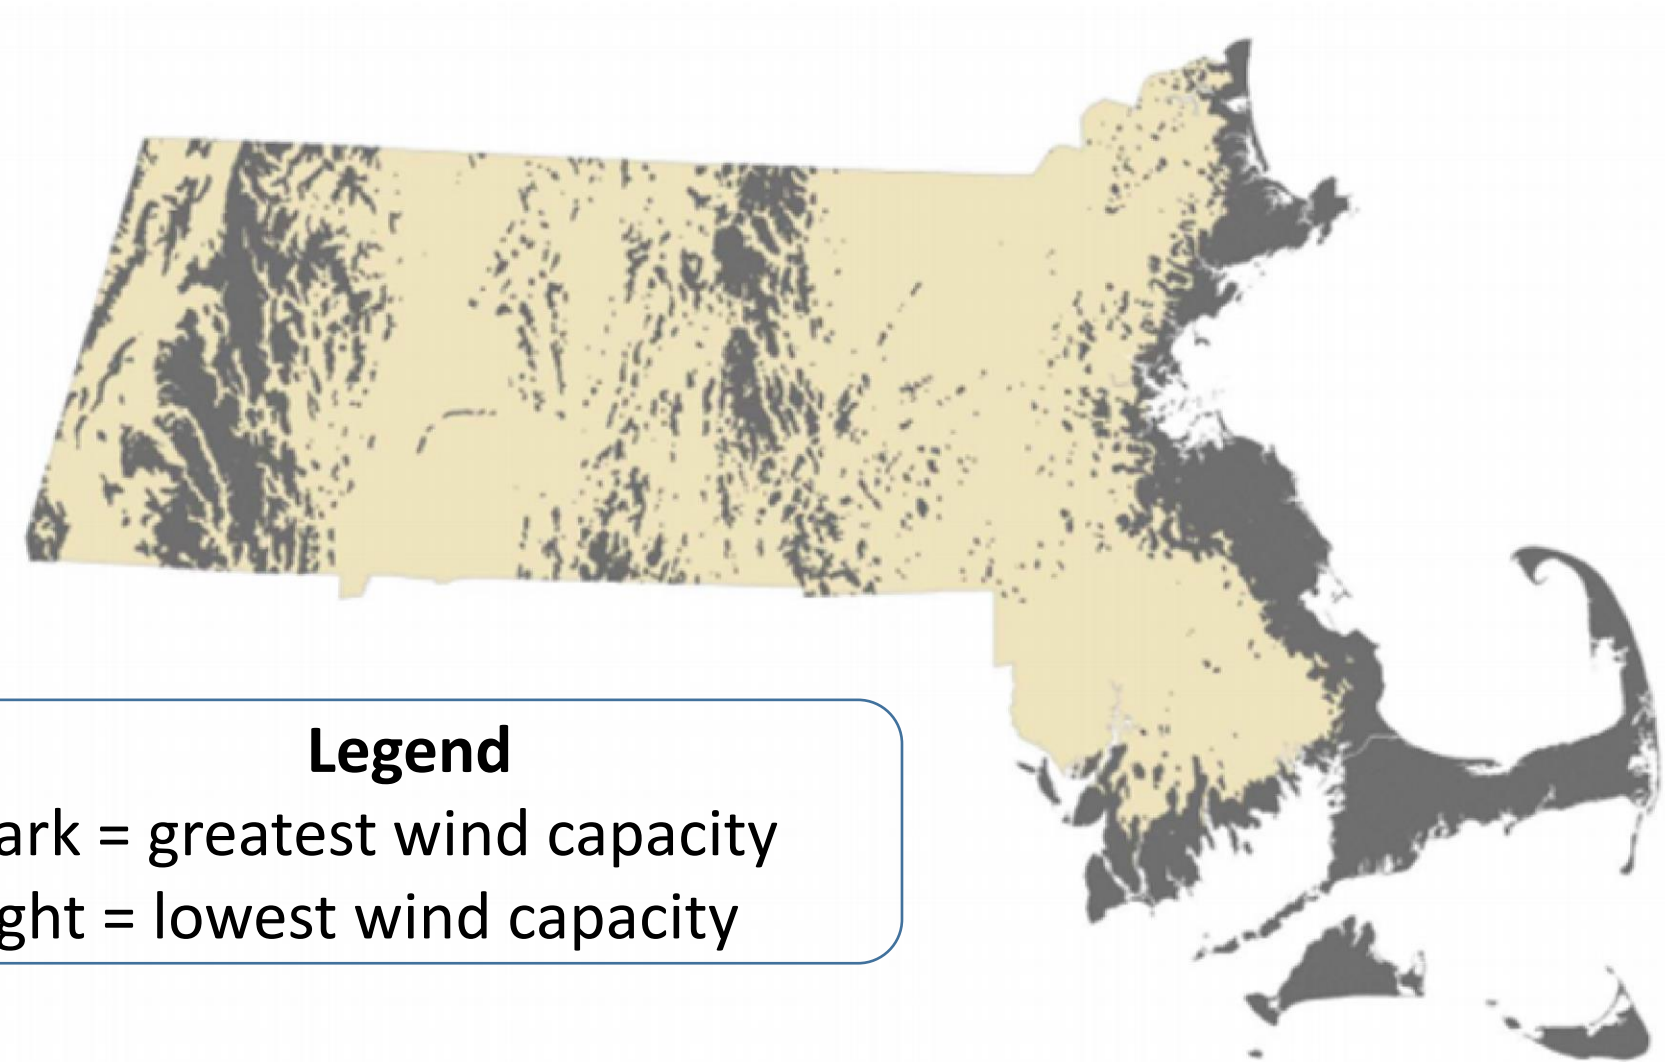 Legend
ark = greatest wind capacity
ght = lowest wind capacity